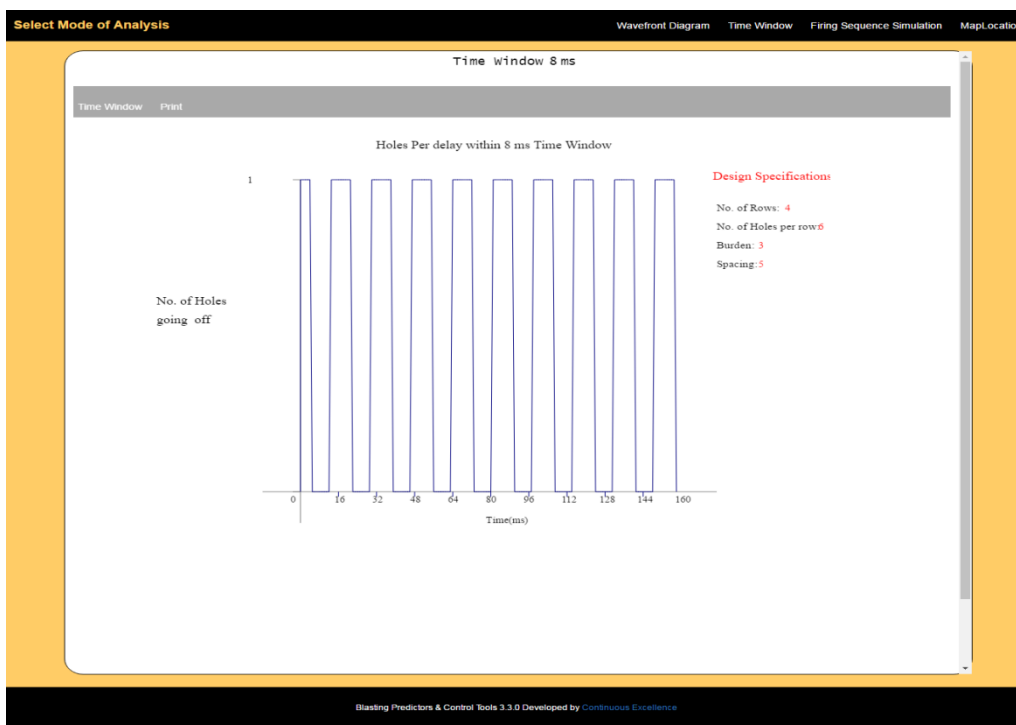 Select Mode of Analysis
Wavefront Diagram Time Window Firing Sequence Simulation MapLocatio
Time Window 8 ms
Time Window Print
Holes Per delay within 8 ms Time Window
Design Specifications
1
No. of Rows: 4
No. of Holes per row:6
Burden: 3
Spacing:5
No. of Holes
going off
0 16 32 48 64 80 96 112 128 144 160
Time(ms)
Blasting Predictors & Control Tools 3.3.0 Developed by Continuous Excellence